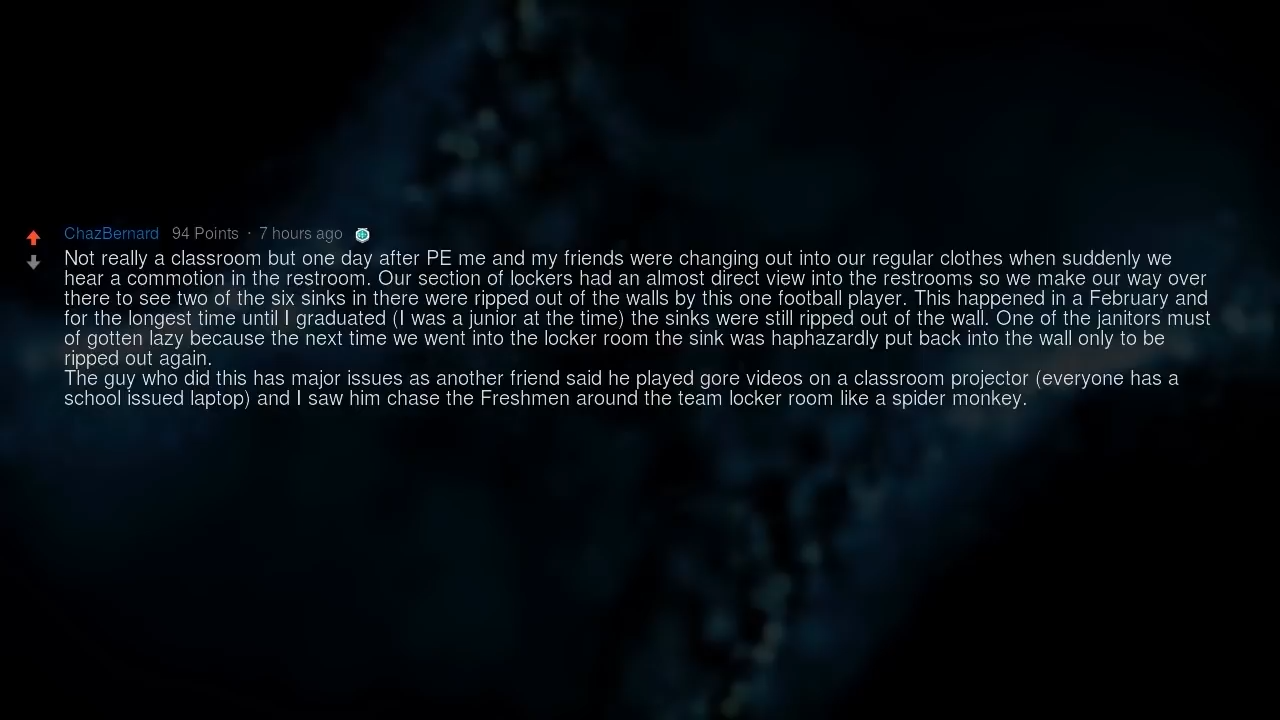 ChazBernard 94 Points · 7 hours ago
Not really a classroom but one day after PE me and my friends were changing out into our regular clothes when suddenly we
hear a commotion in the restroom. Our section of lockers had an almost direct view into the restrooms so we make our way over
there to see two of the six sinks in there were ripped out of the walls by this one football player. This happened in a February and
for the longest time until I graduated (I was a junior at the time) the sinks were still ripped out of the wall. One of the janitors must
of gotten lazy because the next time we went into the locker room the sink was haphazardly put back into the wall only to be
ripped out again.
The guy who did this has major issues as another friend said he played gore videos on a classroom projector (everyone has a
school issued laptop) and I saw him chase the Freshmen around the team locker room like a spider monkey.